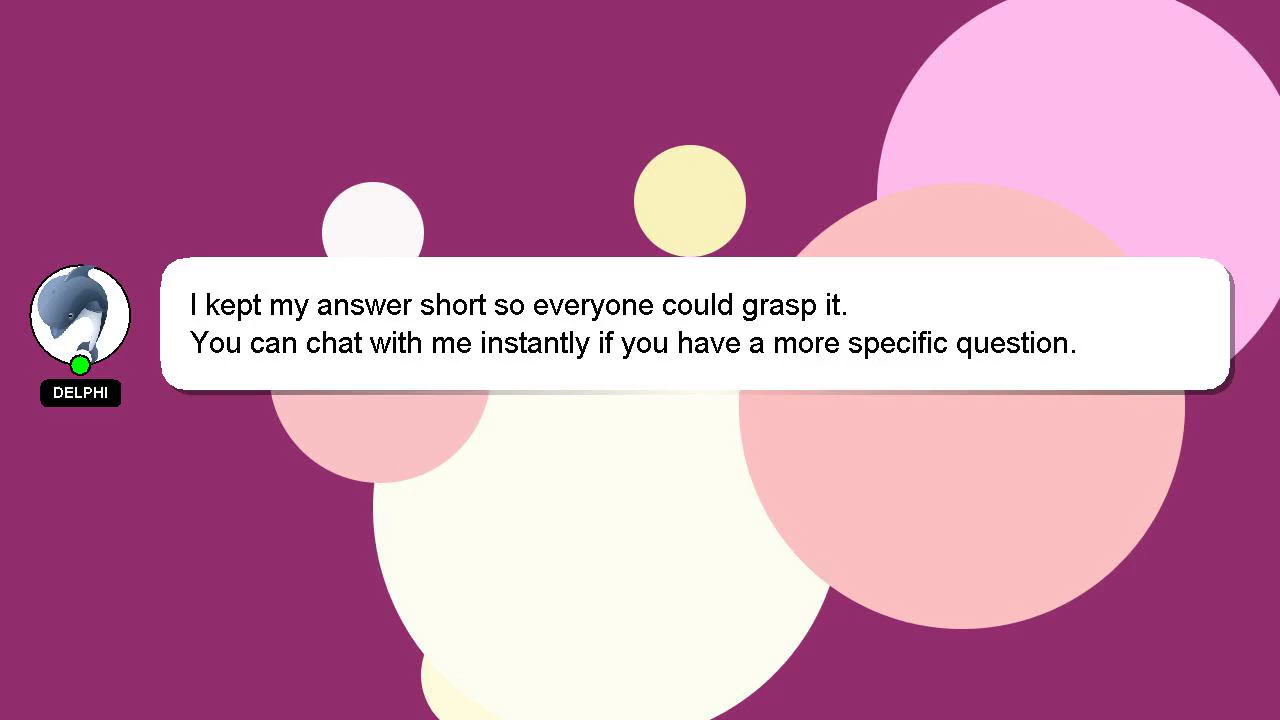 I kept my answer short so everyone could grasp it.
You can chat with me instantly if you have a more specific question.
DELPHI